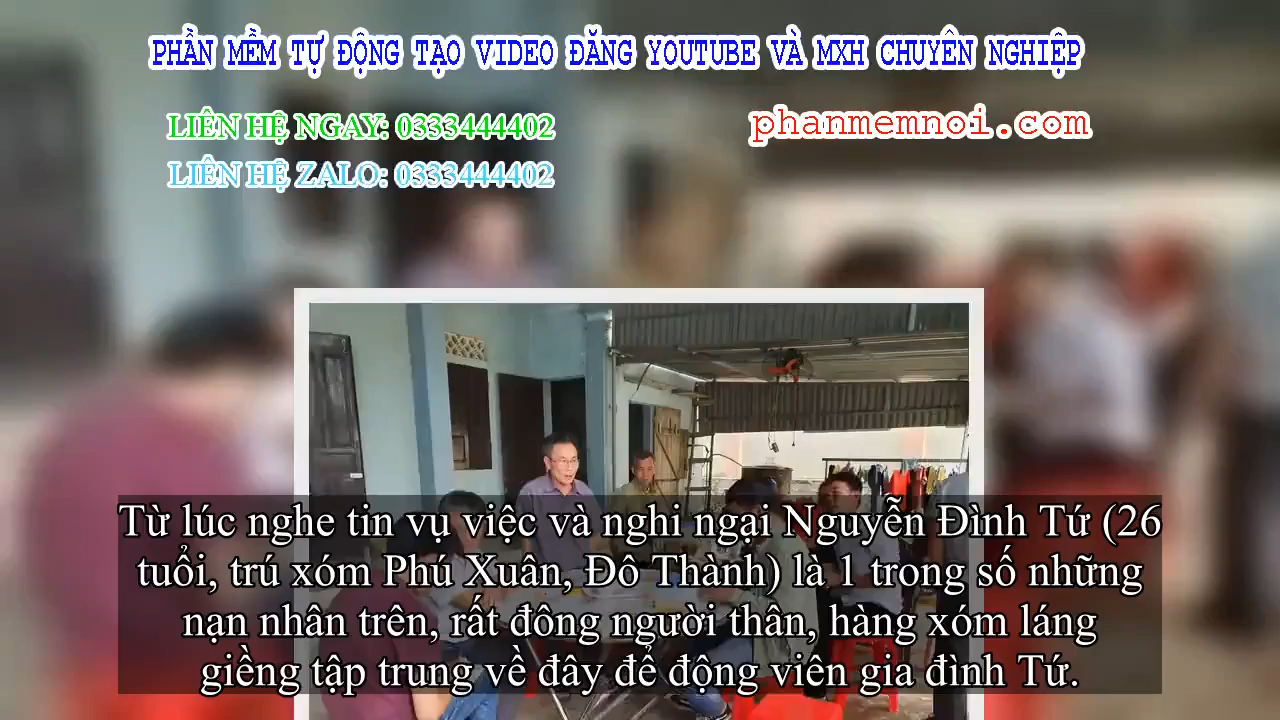 PHẦN MỀM TỰ ĐỘNG TẠO VIDEO ĐĂNG YOUTUBE VÀ MXH CHUYÊN NGHIỆP
LIÊN HỆ NGAY: 0333444402
phanmemnoi.com
LIÊN HỆ ZALO: 0333444402
Từ lúc nghe tin vụ việc và nghi ngại Nguyễn Đình Tứ (26
tuổi, trú xóm Phú Xuân, Đô Thành) là 1 trong số những
nạn nhân trên, rất đông người thân, hàng xóm láng
giềng tập trung về đây để động viên gia đình Tứ.